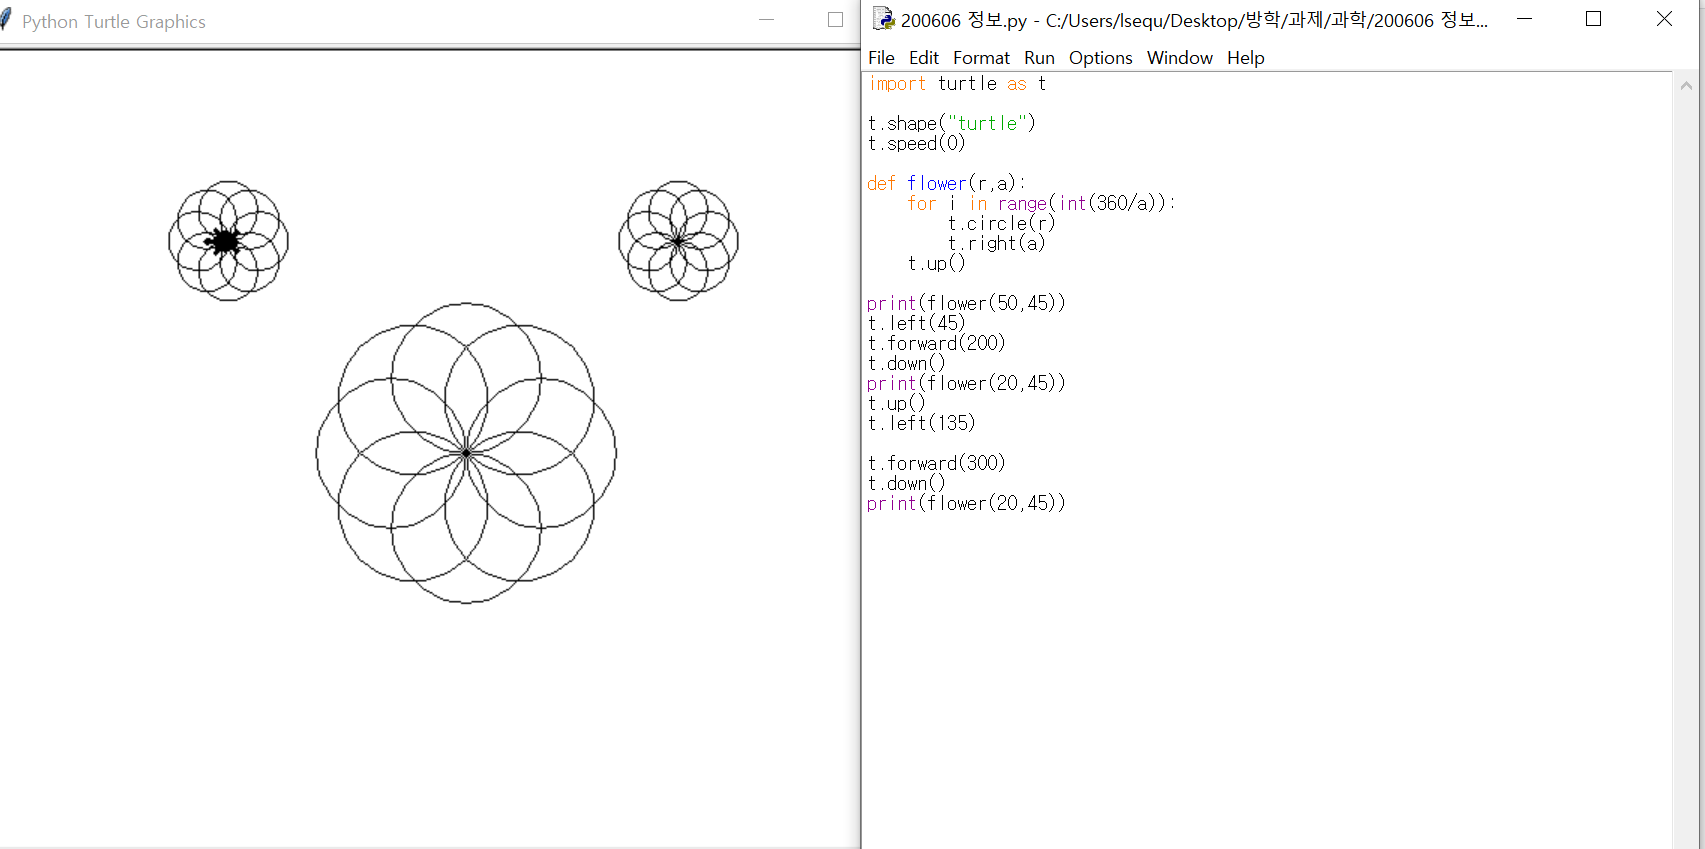 Python Turtle Graphics
200606 정보.py - C:/Users/lsequ/Desktop/방학/과제/과학/200606 정보...
File Edit Format Run Options Window Help
import turtle as t

t.shape("turtle")
t.speed(0)

def flower(r,a):
    for i in range(int(360/a)):
        t.circle(r)
        t.right(a)
    t.up()

print(flower(50,45))
t.left(45)
t.forward(200)
t.down()
print(flower(20,45))
t.up()
t.left(135)

t.forward(300)
t.down()
print(flower(20,45))